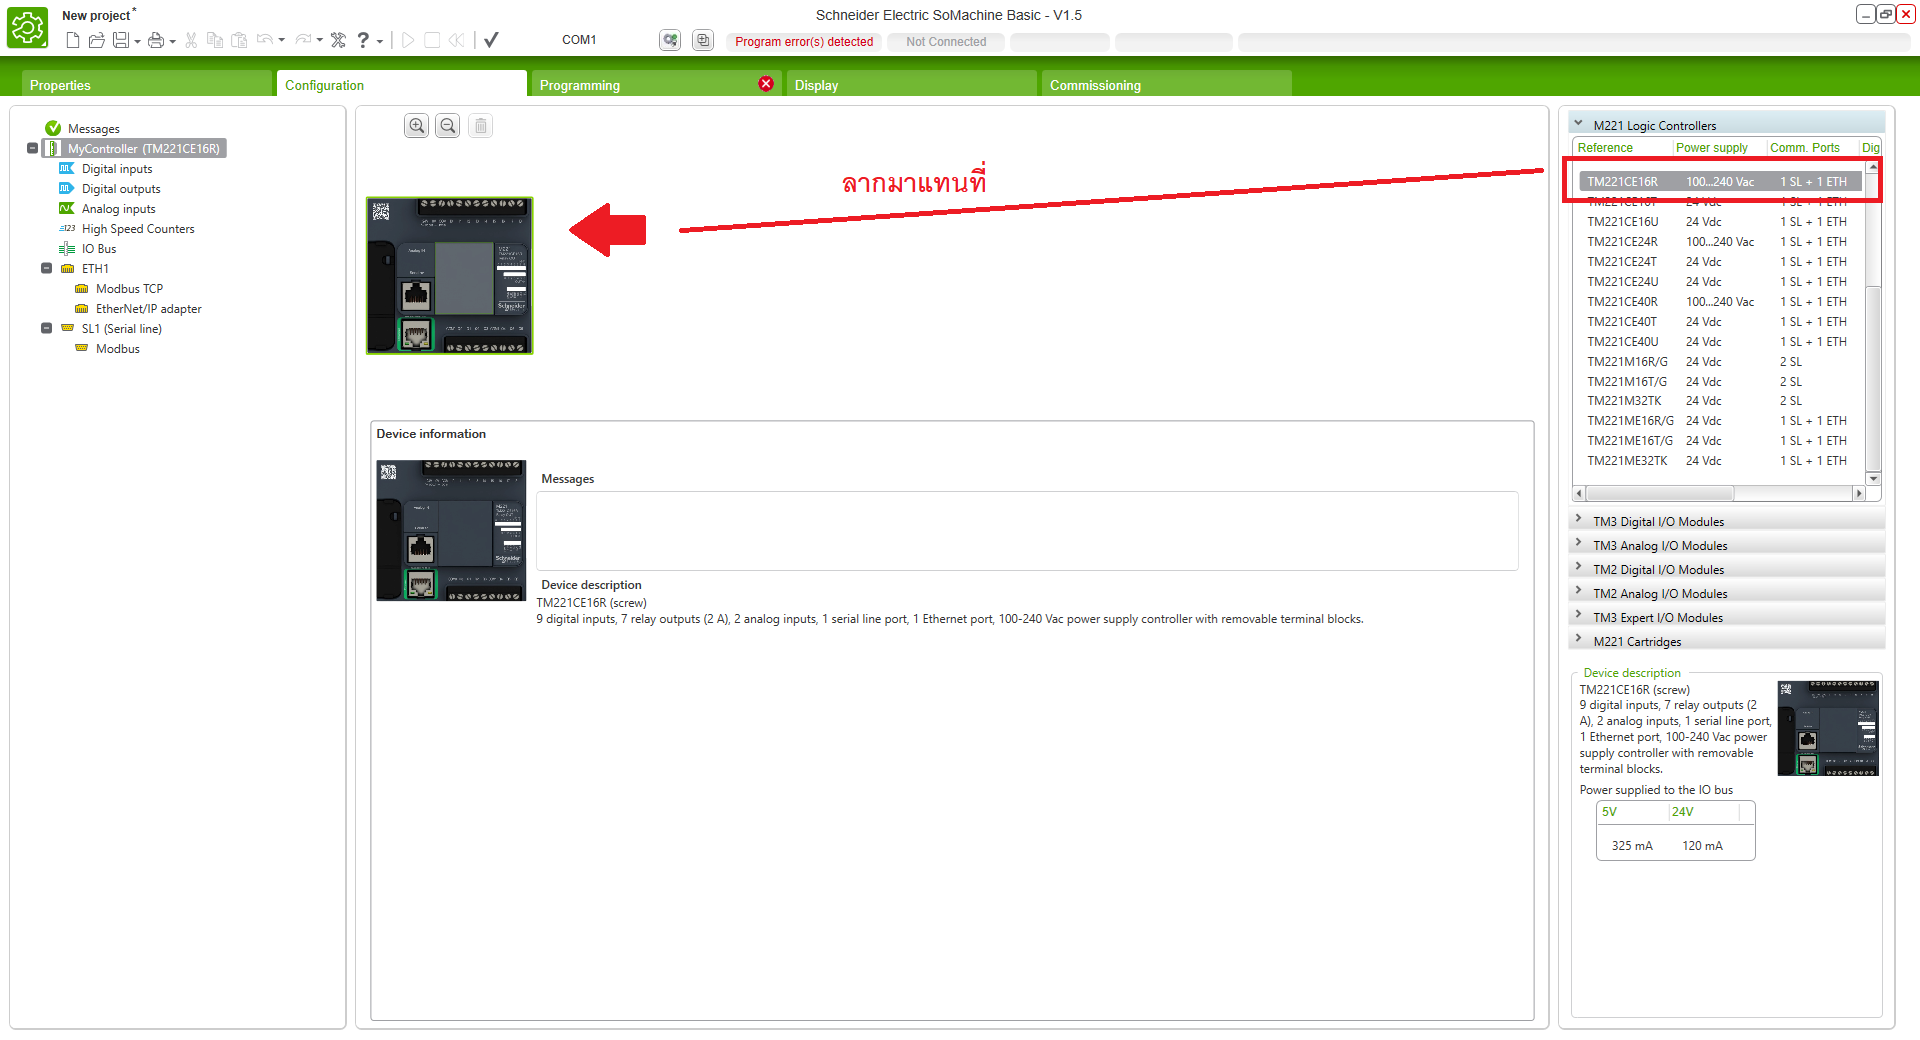 New project*
Schneider Electric SoMachine Basic - V1.5
COM1
Program error(s) detected
Not Connected
Properties
Configuration
Programming
Display
Commissioning
Messages
MyController (TM221CE16R)
Digital inputs
Digital outputs
Analog inputs
High Speed Counters
IO Bus
ETH1
Modbus TCP
EtherNet/IP adapter
SL1 (Serial line)
Modbus
ลากมาแทนที่
Device information
Messages
Device description
TM221CE16R (screw)
9 digital inputs, 7 relay outputs (2 A), 2 analog inputs, 1 serial line port, 1 Ethernet port, 100-240 Vac power supply controller with removable terminal blocks.
M221 Logic Controllers
Reference Power supply Comm. Ports Dig
TM221CE16R 100...240 Vac 1 SL + 1 ETH
TM221CE16T 24 Vdc 1 SL + 1 ETH
TM221CE16U 24 Vdc 1 SL + 1 ETH
TM221CE24R 100...240 Vac 1 SL + 1 ETH
TM221CE24T 24 Vdc 1 SL + 1 ETH
TM221CE24U 24 Vdc 1 SL + 1 ETH
TM221CE40R 100...240 Vac 1 SL + 1 ETH
TM221CE40T 24 Vdc 1 SL + 1 ETH
TM221CE40U 24 Vdc 1 SL + 1 ETH
TM221M16R/G 24 Vdc 2 SL
TM221M16T/G 24 Vdc 2 SL
TM221M32TK 24 Vdc 2 SL
TM221ME16R/G 24 Vdc 1 SL + 1 ETH
TM221ME16T/G 24 Vdc 1 SL + 1 ETH
TM221ME32TK 24 Vdc 1 SL + 1 ETH
TM3 Digital I/O Modules
TM3 Analog I/O Modules
TM2 Digital I/O Modules
TM2 Analog I/O Modules
TM3 Expert I/O Modules
M221 Cartridges
Device description
TM221CE16R (screw)
9 digital inputs, 7 relay outputs (2
A), 2 analog inputs, 1 serial line port,
1 Ethernet port, 100-240 Vac power
supply controller with removable
terminal blocks.
Power supplied to the IO bus
5V 24V
325 mA 120 mA